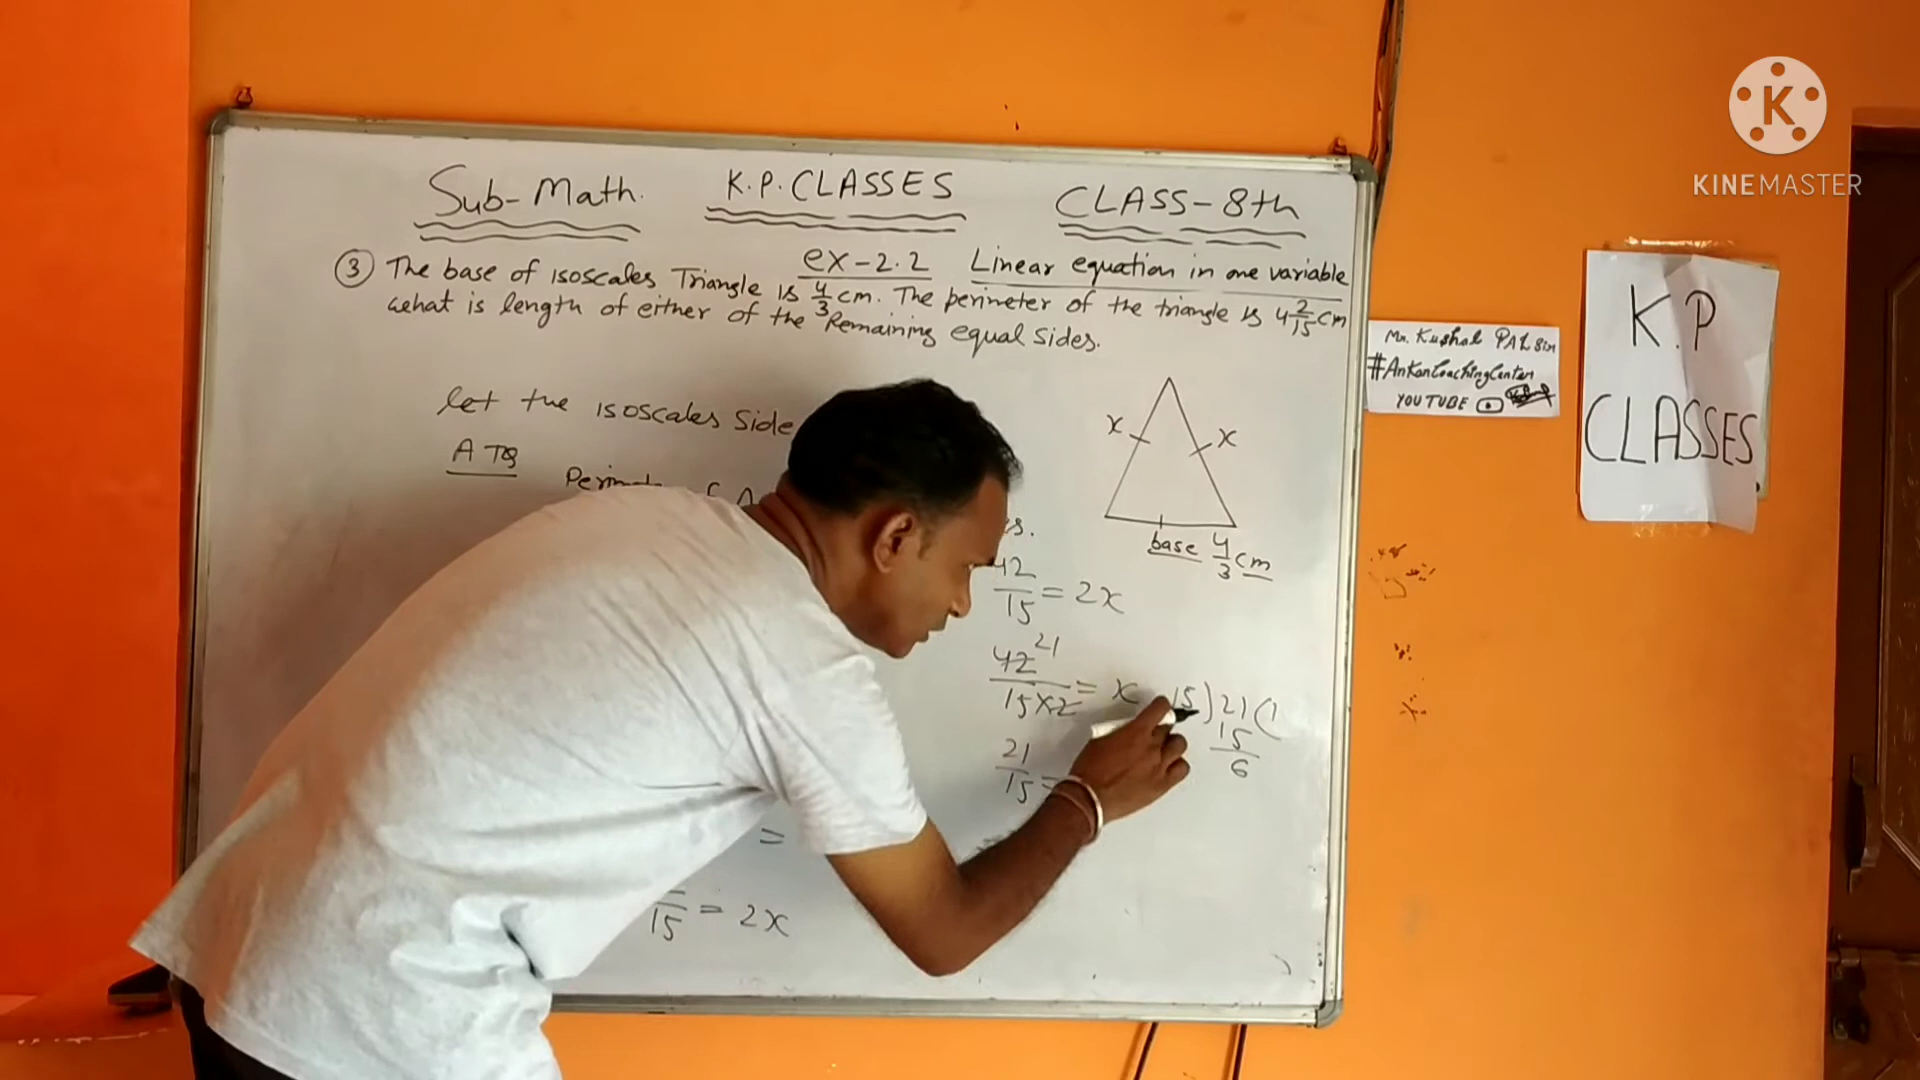 KINEMASTER
Sub-Math. K.P.CLASSES CLASS-8th
ex-2.2 Linear equation in one variable
③ The base of isoscales Triangle is 4/3 cm. The perimeter of the triangle is 4 2/15 cm
what is length of either of the Remaining equal sides.
let the isoscales side
ATQ
x x
base 4/3 cm
42/15 = 2x
42 21
15×2 = x
15)21(1
15
6
21/15 =
=
15 = 2x
K.P
CLASSES
Mr. Kushal PAL
#AnkanCoachingCenter
YOUTUBE